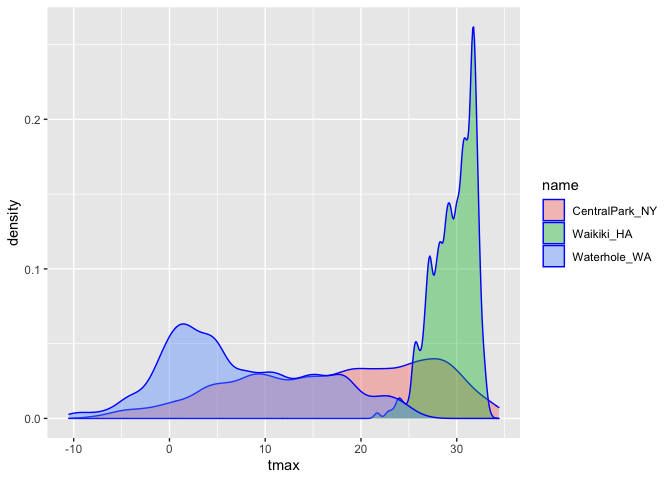 0.2
0.1
0.0
density
-10 0 10 20 30
tmax
name
CentralPark_NY
Waikiki_HA
Waterhole_WA